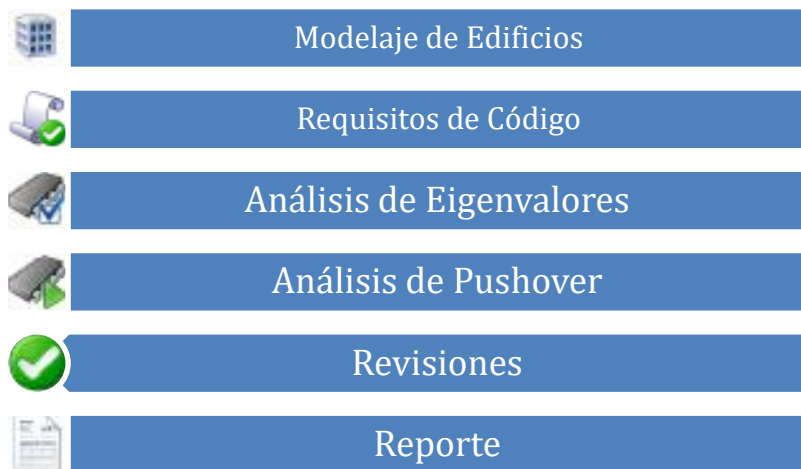 Modelaje de Edificios
Requisitos de Código
Análisis de Eigenvalores
Análisis de Pushover
Revisiones
Reporte